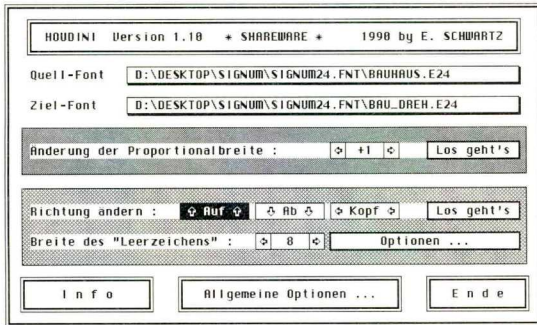 HOUDINI Version 1.10 * SHAREWARE * 1990 by E. SCHWARTZ
Quell-Font D:\DESKTOP\SIGNUM\SIGNUM24.FNT\BAUHAUS.E24
Ziel-Font D:\DESKTOP\SIGNUM\SIGNUM24.FNT\BAU_DREH.E24
Änderung der Proportionalbreite : +1 Los geht's
Richtung ändern : Auf Ab Kopf Los geht's
Breite des "Leerzeichens" : 8 Optionen ...
Info Allgemeine Optionen ... Ende